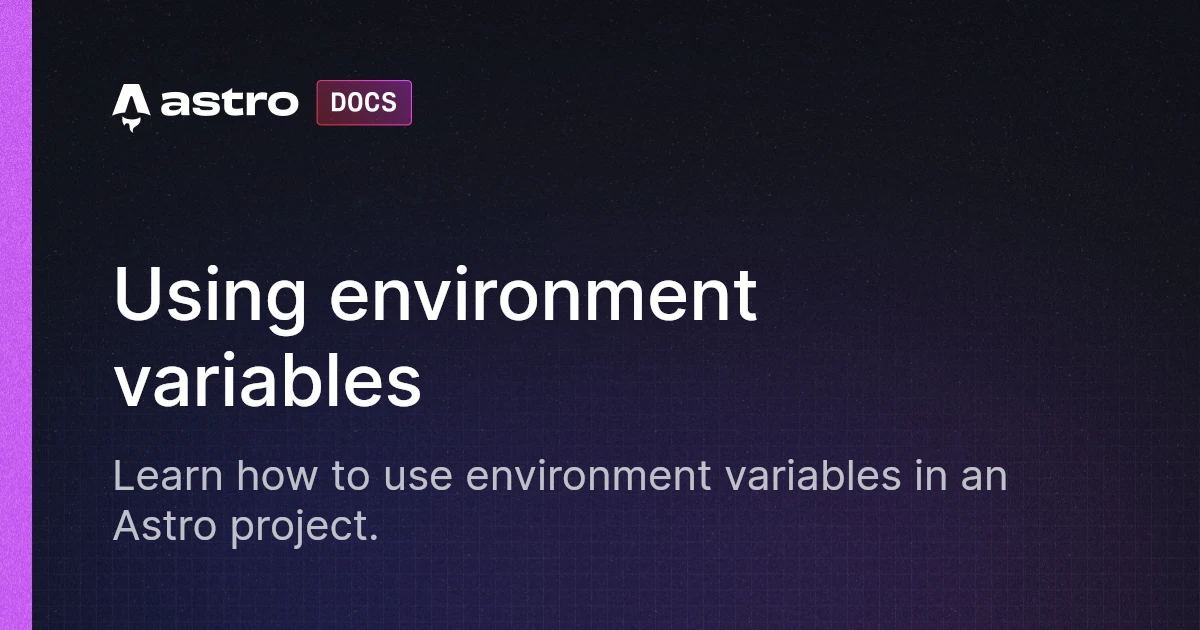 astro DOCS
Using environment
variables
Learn how to use environment variables in an
Astro project.